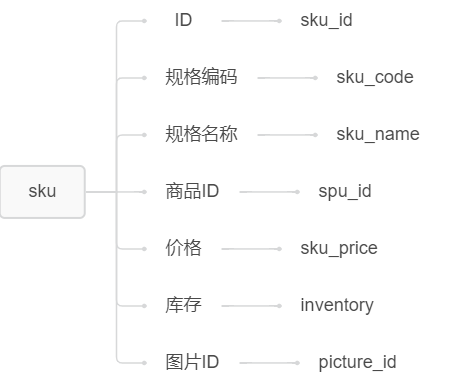 ID sku_id
规格编码 sku_code
规格名称 sku_name
sku 商品ID spu_id
价格 sku_price
库存 inventory
图片ID picture_id